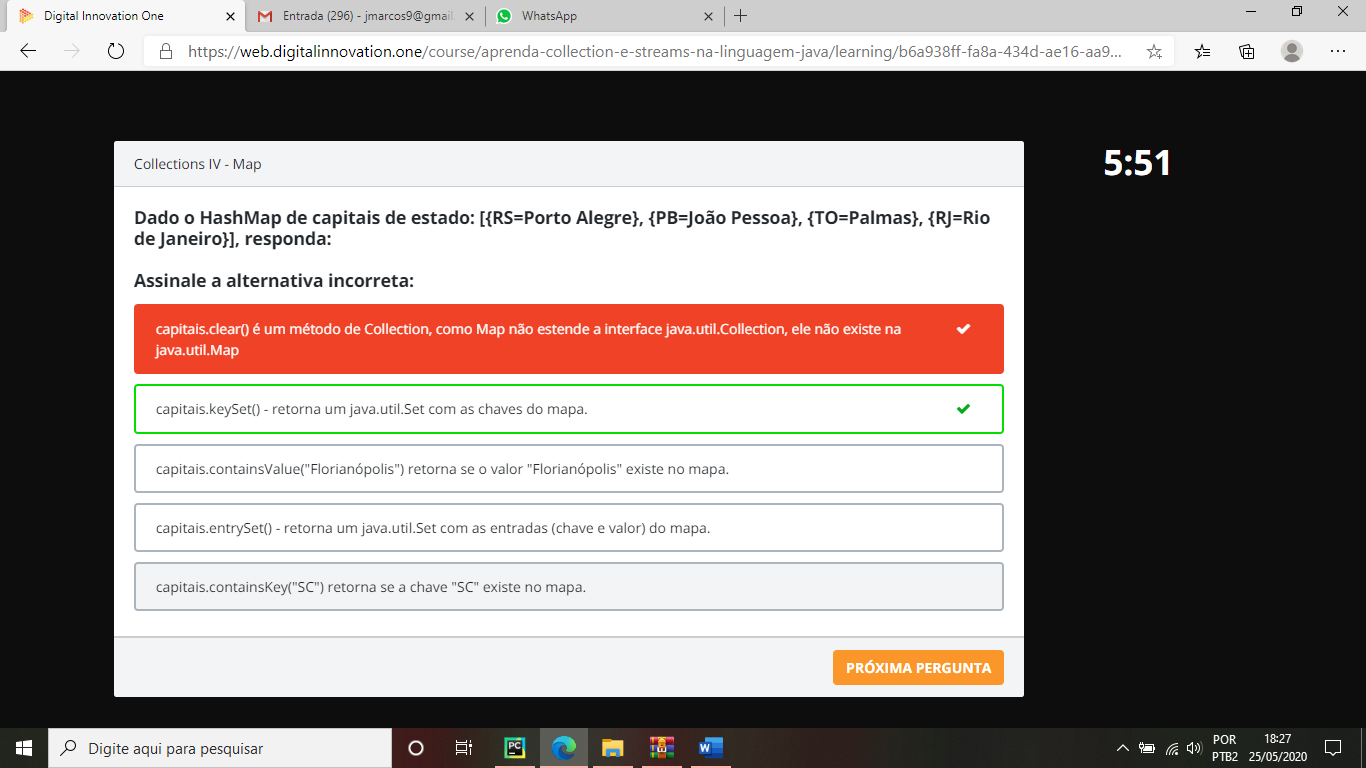 Digital Innovation One
Entrada (296) - jmarcos9@gmail.
WhatsApp
https://web.digitalinnovation.one/course/aprenda-collection-e-streams-na-linguagem-java/learning/b6a938ff-fa8a-434d-ae16-aa9...
Collections IV - Map
5:51
Dado o HashMap de capitais de estado: [{RS=Porto Alegre}, {PB=João Pessoa}, {TO=Palmas}, {RJ=Rio
de Janeiro}], responda:
Assinale a alternativa incorreta:
capitais.clear() é um método de Collection, como Map não estende a interface java.util.Collection, ele não existe na
java.util.Map
capitais.keySet() - retorna um java.util.Set com as chaves do mapa.
capitais.containsValue("Florianópolis") retorna se o valor "Florianópolis" existe no mapa.
capitais.entrySet() - retorna um java.util.Set com as entradas (chave e valor) do mapa.
capitais.containsKey("SC") retorna se a chave "SC" existe no mapa.
PRÓXIMA PERGUNTA
Digite aqui para pesquisar
PC
W
POR
PTB2
18:27
25/05/2020